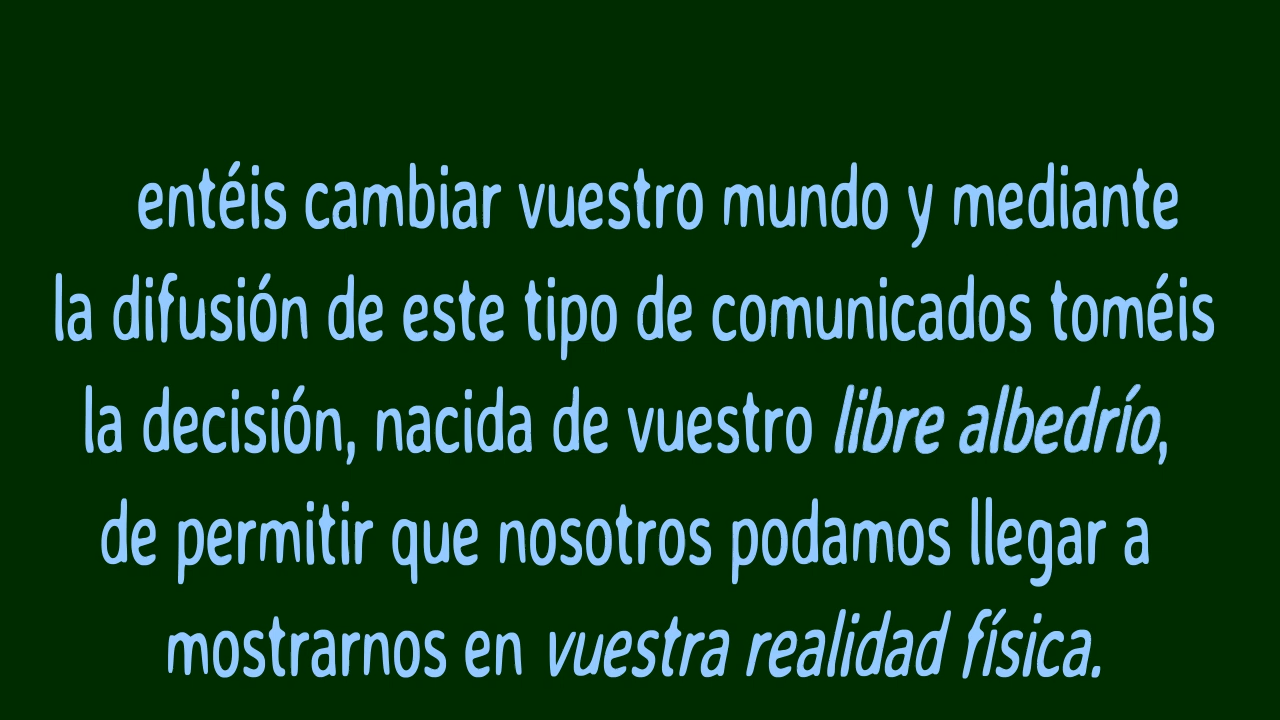 entéis cambiar vuestro mundo y mediante
la difusión de este tipo de comunicados toméis
la decisión, nacida de vuestro libre albedrío,
de permitir que nosotros podamos llegar a
mostrarnos en vuestra realidad física.